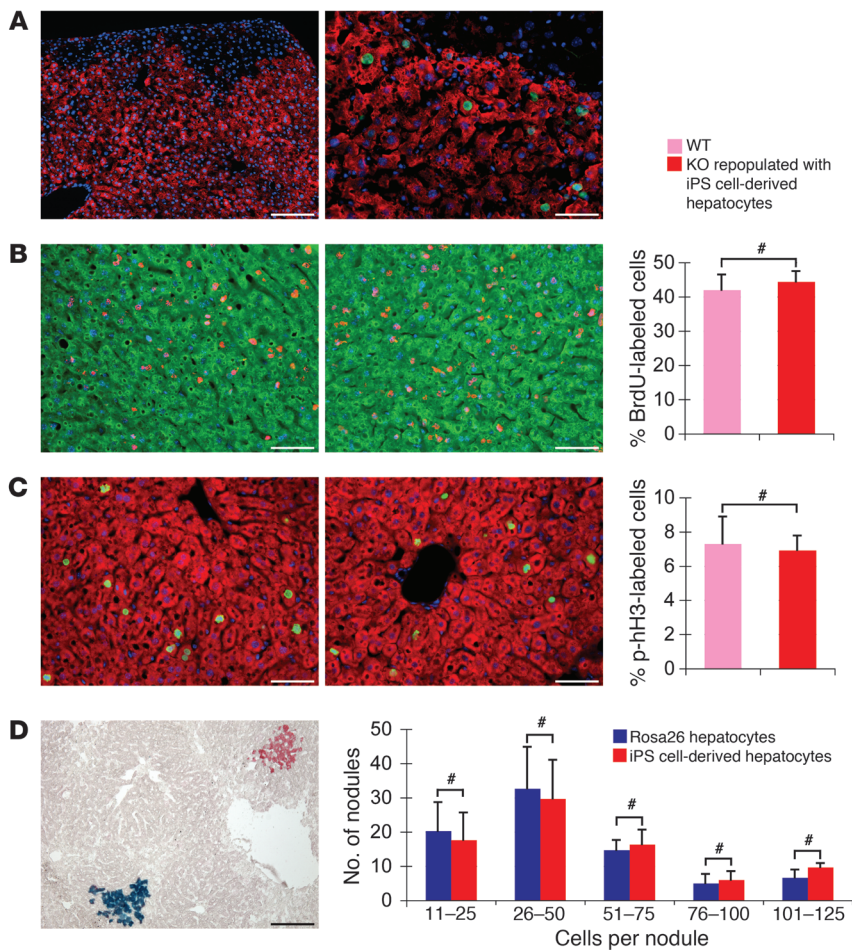 A
WT
KO repopulated with
iPS cell-derived
hepatocytes
B
% BrdU-labeled cells
50
40
30
20
10
0
#
C
% p-hH3-labeled cells
10
8
6
4
2
0
#
D
No. of nodules
50
40
30
20
10
0
Rosa26 hepatocytes
iPS cell-derived hepatocytes
# # # # #
11–25 26–50 51–75 76–100 101–125
Cells per nodule